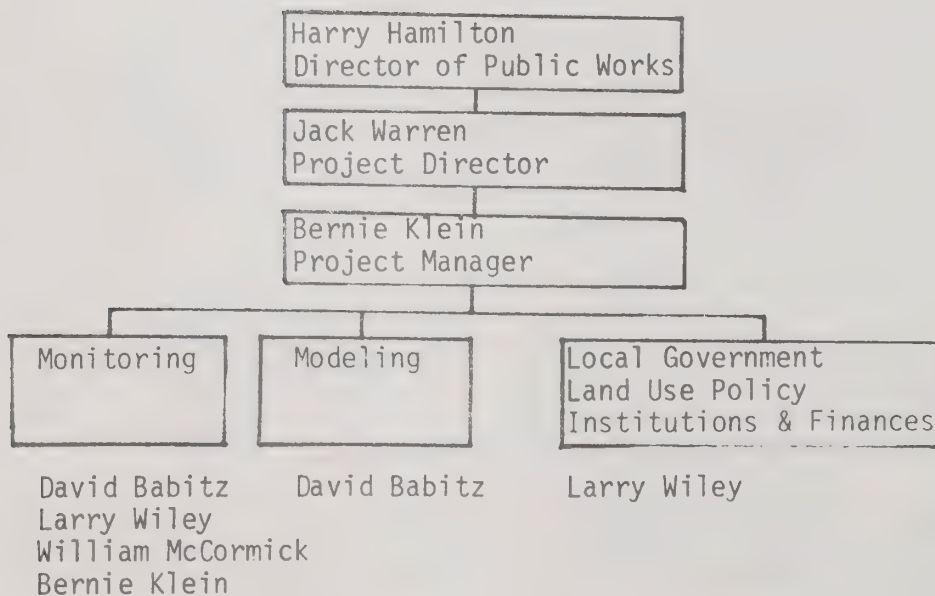 Harry Hamilton
Director of Public Works
Jack Warren
Project Director
Bernie Klein
Project Manager
Monitoring
Modeling
Local Government
Land Use Policy
Institutions & Finances
David Babitz
Larry Wiley
William McCormick
Bernie Klein
David Babitz
Larry Wiley